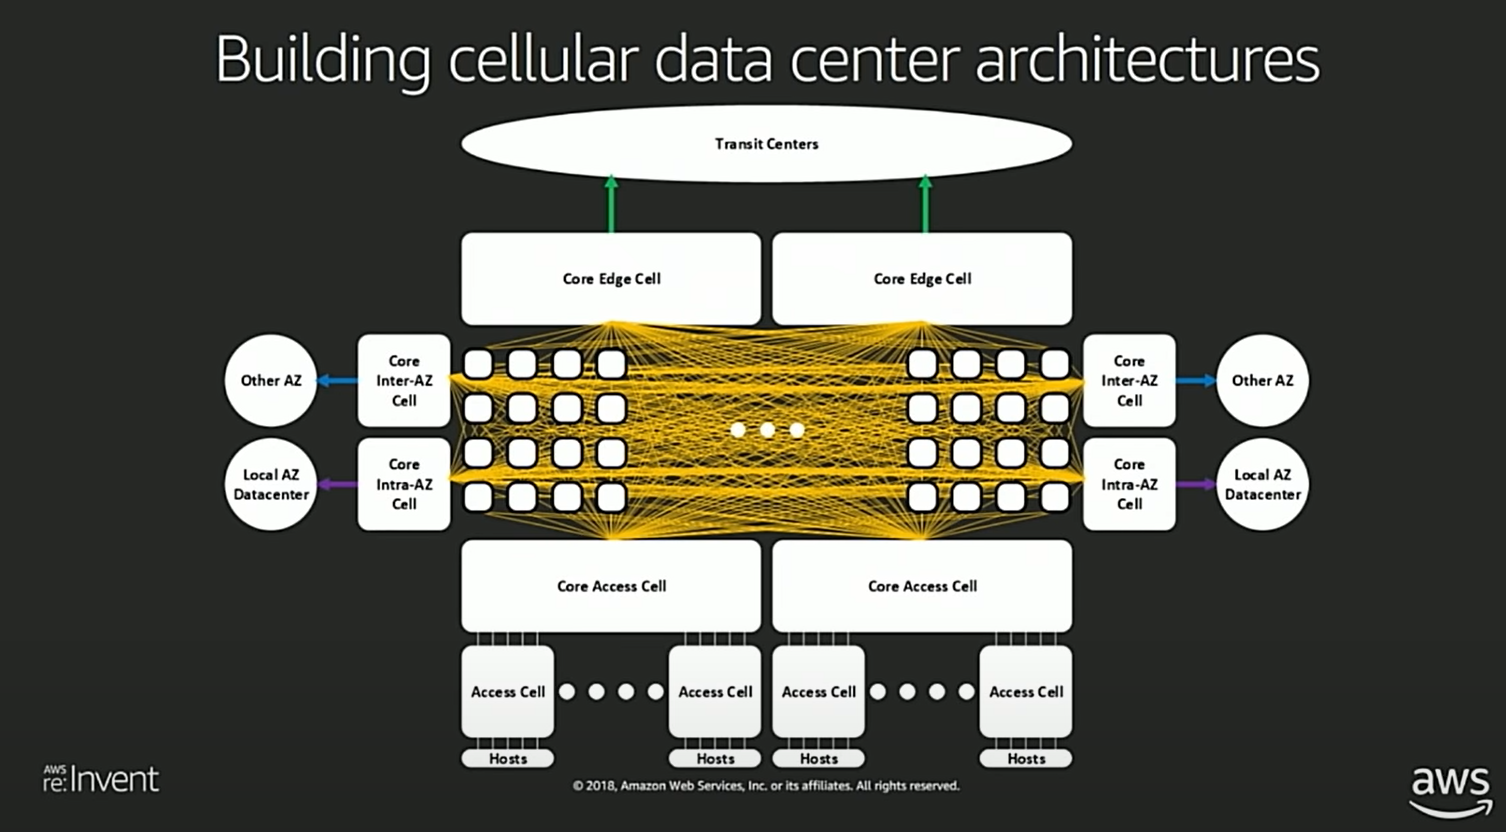 Building cellular data center architectures
Transit Centers
Core Edge Cell
Core Edge Cell
Other AZ
Core
Inter-AZ
Cell
Core
Inter-AZ
Cell
Other AZ
Local AZ
Datacenter
Core
Intra-AZ
Cell
Core
Intra-AZ
Cell
Local AZ
Datacenter
Core Access Cell
Core Access Cell
Access Cell
Access Cell
Access Cell
Access Cell
Hosts
Hosts
Hosts
Hosts
AWS
re:Invent
© 2018, Amazon Web Services, Inc. or its affiliates. All rights reserved.
aws